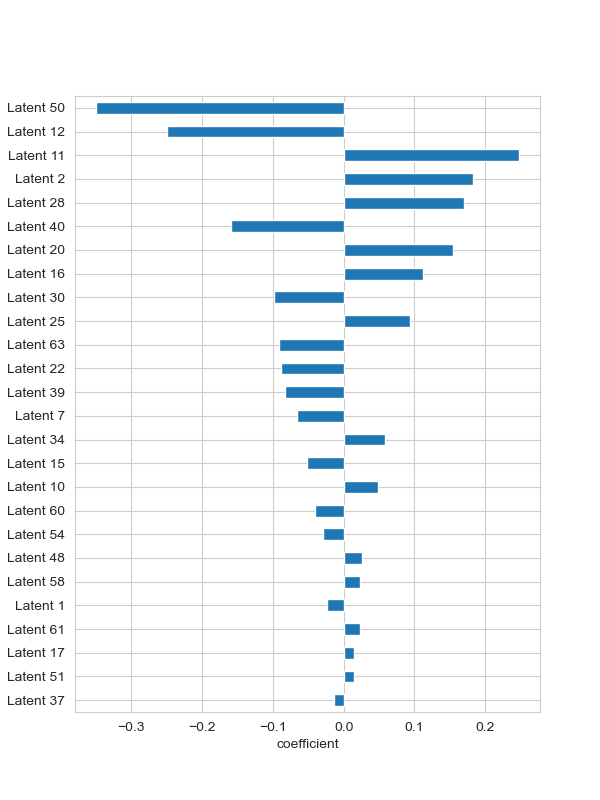 Latent 50
Latent 12
Latent 11
Latent 2
Latent 28
Latent 40
Latent 20
Latent 16
Latent 30
Latent 25
Latent 63
Latent 22
Latent 39
Latent 7
Latent 34
Latent 15
Latent 10
Latent 60
Latent 54
Latent 48
Latent 58
Latent 1
Latent 61
Latent 17
Latent 51
Latent 37
−0.3 −0.2 −0.1 0.0 0.1 0.2
coefficient